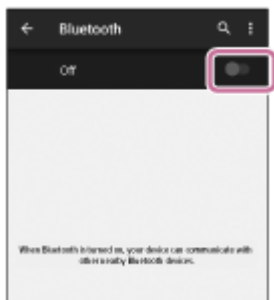 Bluetooth
Off
When Bluetooth is turned on, your device can communicate with
other nearby Bluetooth devices.